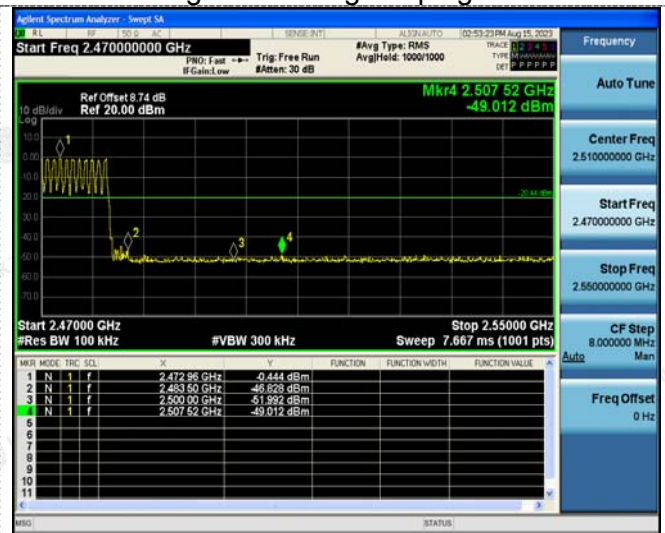 Agilent Spectrum Analyzer - Swept SA
RL RF 50 Ω AC SENSE:INT ALIGNAUTO 02:53:23 PM Aug 15, 2023
Start Freq 2.470000000 GHz
PNO: Fast
IFGain:Low
Trig: Free Run
#Atten: 30 dB
#Avg Type: RMS
Avg|Hold: 1000/1000
TRACE 1 2 3 4 5 6
TYPE
DET P P P P P P
Ref Offset 8.74 dB
Ref 20.00 dBm
10 dB/div
Log
Mkr4 2.507 52 GHz
-49.012 dBm
10.0
0.00
-10.0
-20.0
-30.0
-40.0
-50.0
-60.0
-70.0
1
2
3
4
-20.44 dBm
Start 2.47000 GHz
#Res BW 100 kHz
#VBW 300 kHz
Stop 2.55000 GHz
Sweep 7.667 ms (1001 pts)
MKR MODE TRC SCL X Y FUNCTION FUNCTION WIDTH FUNCTION VALUE
1 N 1 f 2.472 96 GHz -0.444 dBm
2 N 1 f 2.483 50 GHz -46.828 dBm
3 N 1 f 2.500 00 GHz -51.992 dBm
4 N 1 f 2.507 52 GHz -49.012 dBm
5
6
7
8
9
10
11
MSG STATUS
Frequency
Auto Tune
Center Freq
2.510000000 GHz
Start Freq
2.470000000 GHz
Stop Freq
2.550000000 GHz
CF Step
8.000000 MHz
Auto Man
Freq Offset
0 Hz